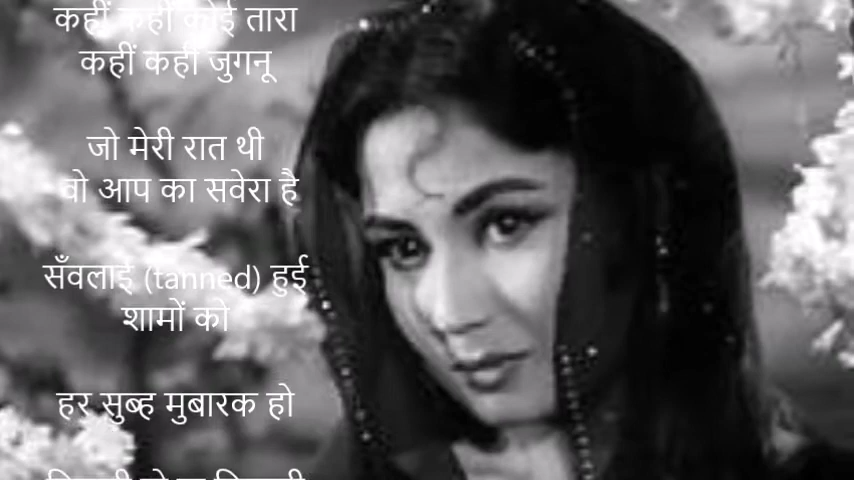 कहीं कहीं कोई तारा
कहीं कहीं जुगनू
जो मेरी रात थी
वो आप का सवेरा है
सँवलाई (tanned) हुई
शामों को
हर सुब्ह मुबारक हो